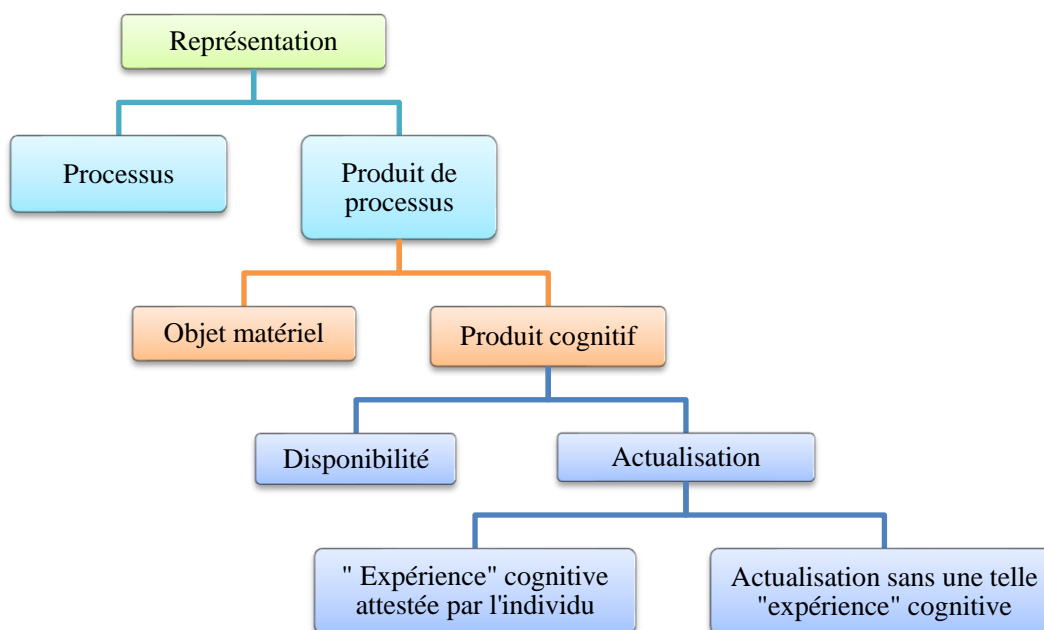 Représentation
Processus
Produit de
processus
Objet matériel
Produit cognitif
Disponibilité
Actualisation
" Expérience" cognitive
attestée par l'individu
Actualisation sans une telle
"expérience" cognitive